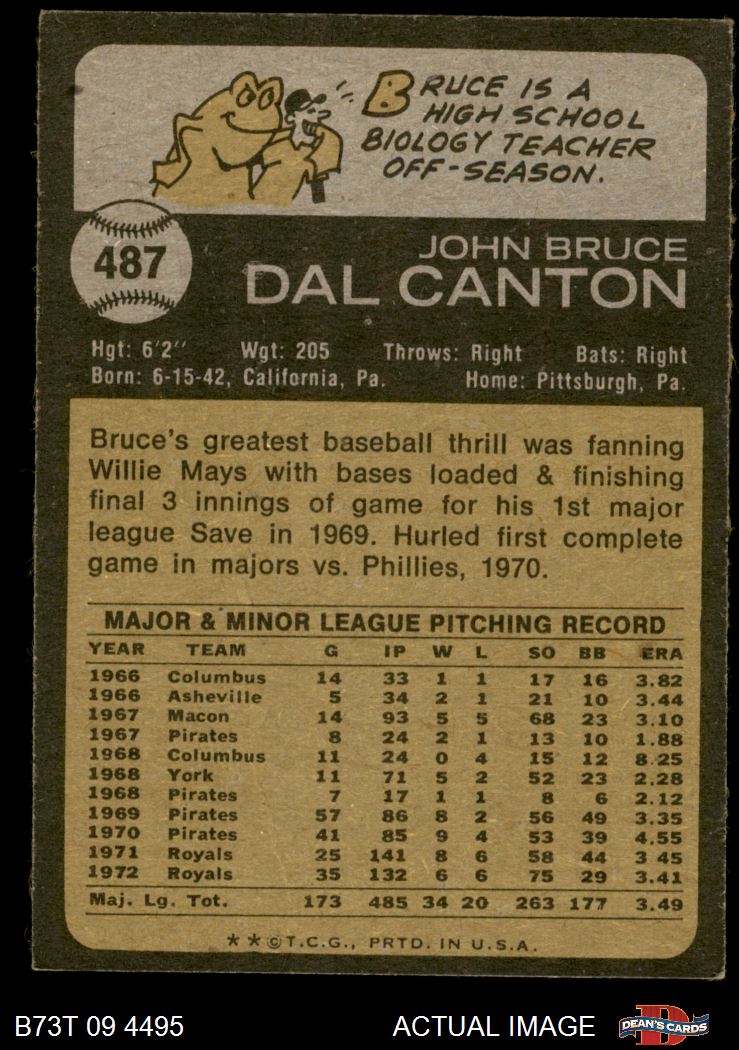 BRUCE IS A
HIGH SCHOOL
BIOLOGY TEACHER
OFF-SEASON.
487
JOHN BRUCE
DAL CANTON
Hgt: 6'2" Wgt: 205 Throws: Right Bats: Right
Born: 6-15-42, California, Pa. Home: Pittsburgh, Pa.
Bruce's greatest baseball thrill was fanning
Willie Mays with bases loaded & finishing
final 3 innings of game for his 1st major
league Save in 1969. Hurled first complete
game in majors vs. Phillies, 1970.
MAJOR & MINOR LEAGUE PITCHING RECORD
YEAR TEAM G IP W L SO BB ERA
1966 Columbus 14 33 1 1 17 16 3.82
1966 Asheville 5 34 2 1 21 10 3.44
1967 Macon 14 93 5 5 68 23 3.10
1967 Pirates 8 24 2 1 13 10 1.88
1968 Columbus 11 24 0 4 15 12 8.25
1968 York 11 71 5 2 52 23 2.28
1968 Pirates 7 17 1 1 8 6 2.12
1969 Pirates 57 86 8 2 56 49 3.35
1970 Pirates 41 85 9 4 53 39 4.55
1971 Royals 25 141 8 6 58 44 3 45
1972 Royals 35 132 6 6 75 29 3.41
Maj. Lg. Tot. 173 485 34 20 263 177 3.49
* * © T.C.G., PRTD. IN U.S.A.
B73T 09 4495 ACTUAL IMAGE D DEAN'S CARDS